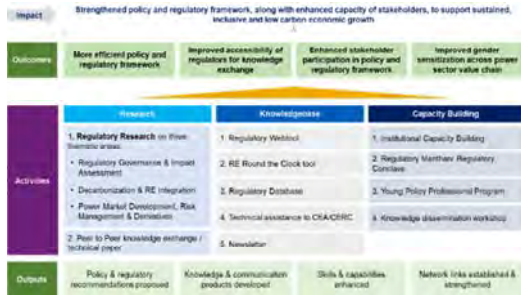 Impact
Strengthened policy and regulatory framework, along with enhanced capacity of stakeholders, to support sustained,
inclusive and low carbon economic growth
Outcomes
More efficient policy and
regulatory framework
Improved accessibility of
regulators for knowledge
exchange
Enhanced stakeholder
participation in policy and
regulatory framework
Improved gender
sensitization across power
sector value chain
Activities
Research
1. Regulatory Research on three
thematic areas
• Regulatory Governance & Impact
Assessment
• Decarbonization & RE integration
• Power Market Development, Risk
Management & Derivatives
2. Peer to Peer knowledge exchange /
technical paper
Knowledgebase
1. Regulatory Webtool
2. RE Round the Clock tool
3. Regulatory Database
4. Technical assistance to CEA/CERC
5. Newsletter
Capacity Building
1. Institutional Capacity Building
2. Regulatory Manthan/ Regulatory
Conclave
3. Young Policy Professional Program
4. Knowledge dissemination workshop
Outputs
Policy & regulatory
recommendations proposed
Knowledge & communication
products developed
Skills & capabilities
enhanced
Network links established &
strengthened